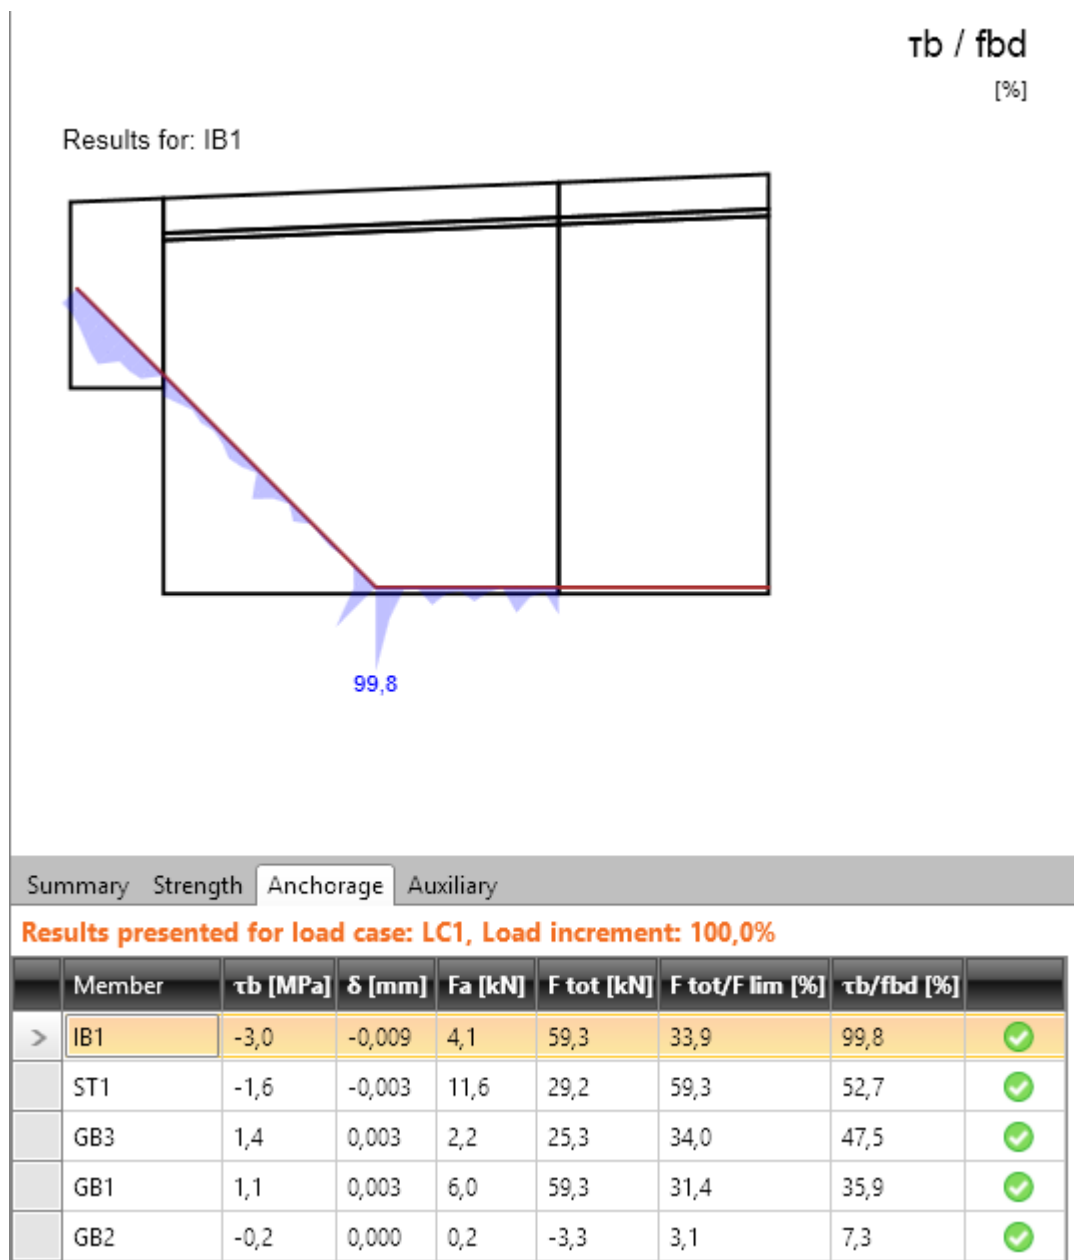 τb / fbd
[%]
Results for: IB1
99,8
Summary Strength Anchorage Auxiliary
Results presented for load case: LC1, Load increment: 100,0%
Member τb [MPa] δ [mm] Fa [kN] F tot [kN] F tot/F lim [%] τb/fbd [%]
> IB1 -3,0 -0,009 4,1 59,3 33,9 99,8
ST1 -1,6 -0,003 11,6 29,2 59,3 52,7
GB3 1,4 0,003 2,2 25,3 34,0 47,5
GB1 1,1 0,003 6,0 59,3 31,4 35,9
GB2 -0,2 0,000 0,2 -3,3 3,1 7,3